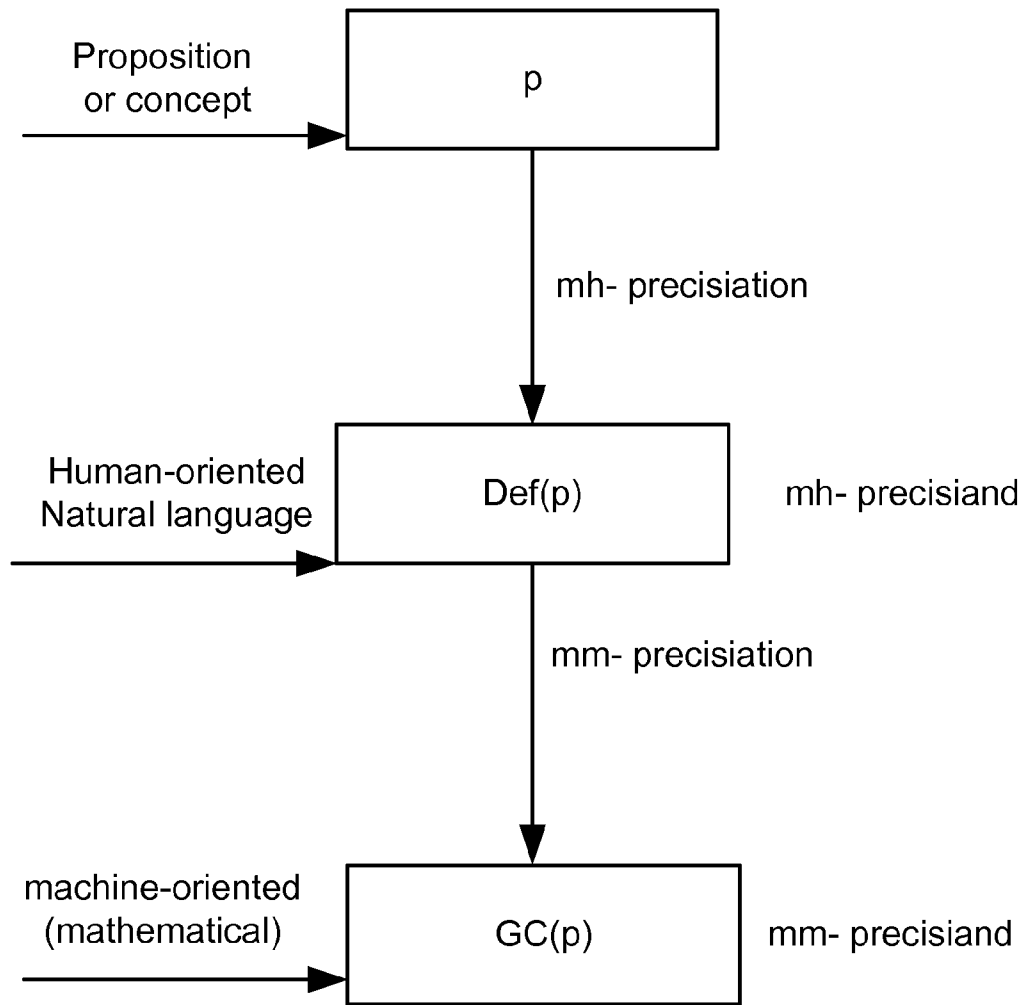 Proposition
or concept
p
mh- precisiation
Human-oriented
Natural language
Def(p)
mh- precisiand
mm- precisiation
machine-oriented
(mathematical)
GC(p)
mm- precisiand